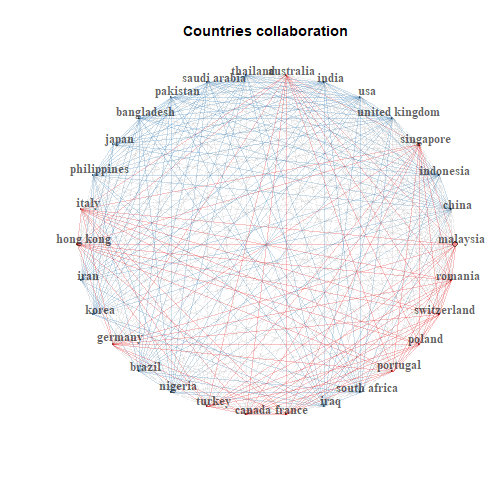 Countries collaboration
thailand australia
saudi arabia india
pakistan usa
bangladesh united kingdom
japan singapore
philippines indonesia
italy china
hong kong malaysia
iran romania
korea switzerland
germany poland
brazil portugal
nigeria south africa
turkey iraq
canada france